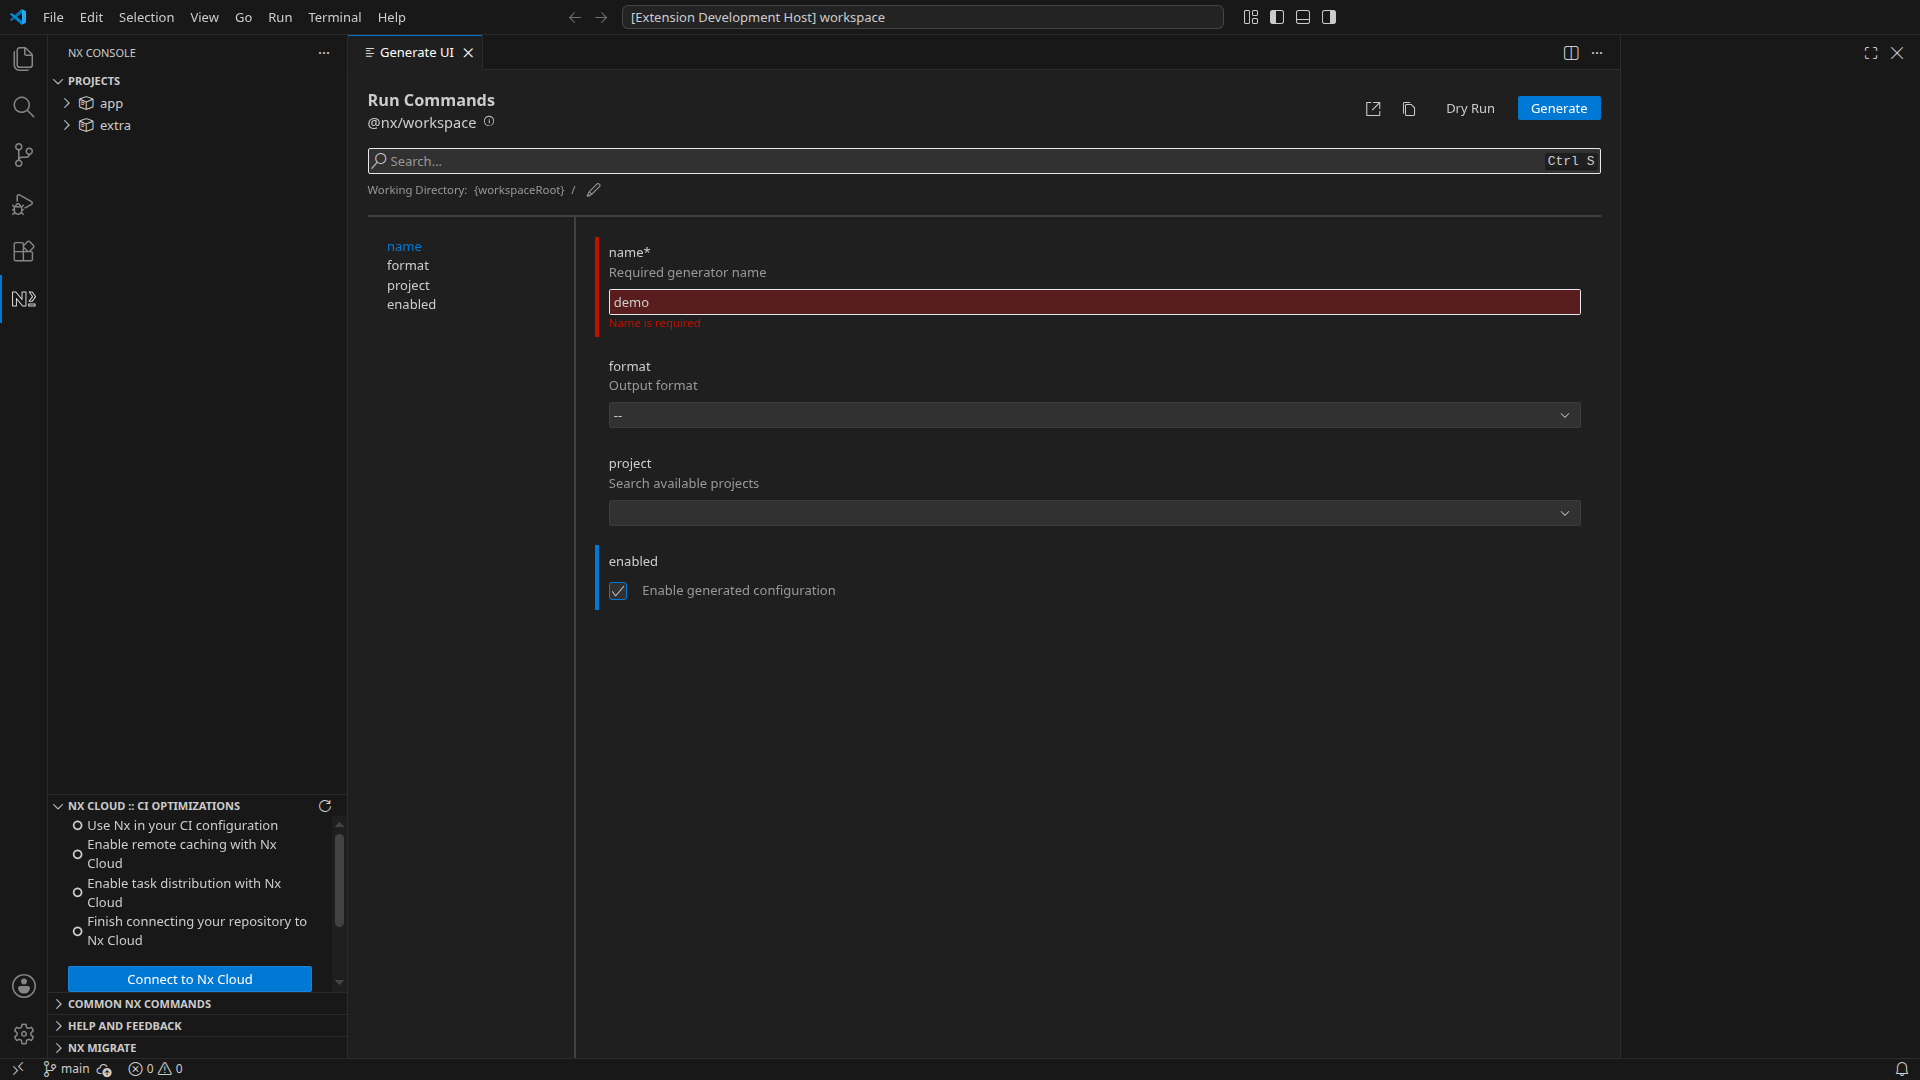 File Edit Selection View Go Run Terminal Help
[Extension Development Host] workspace
NX CONSOLE
PROJECTS
app
extra
Generate UI
Run Commands
@nx/workspace
Dry Run
Generate
Search...
Ctrl S
Working Directory: {workspaceRoot} /
name
format
project
enabled
name*
Required generator name
demo
Name is required
format
Output format
--
project
Search available projects
enabled
Enable generated configuration
NX CLOUD :: CI OPTIMIZATIONS
Use Nx in your CI configuration
Enable remote caching with Nx
Cloud
Enable task distribution with Nx
Cloud
Finish connecting your repository to
Nx Cloud
Connect to Nx Cloud
COMMON NX COMMANDS
HELP AND FEEDBACK
NX MIGRATE
main 0 0